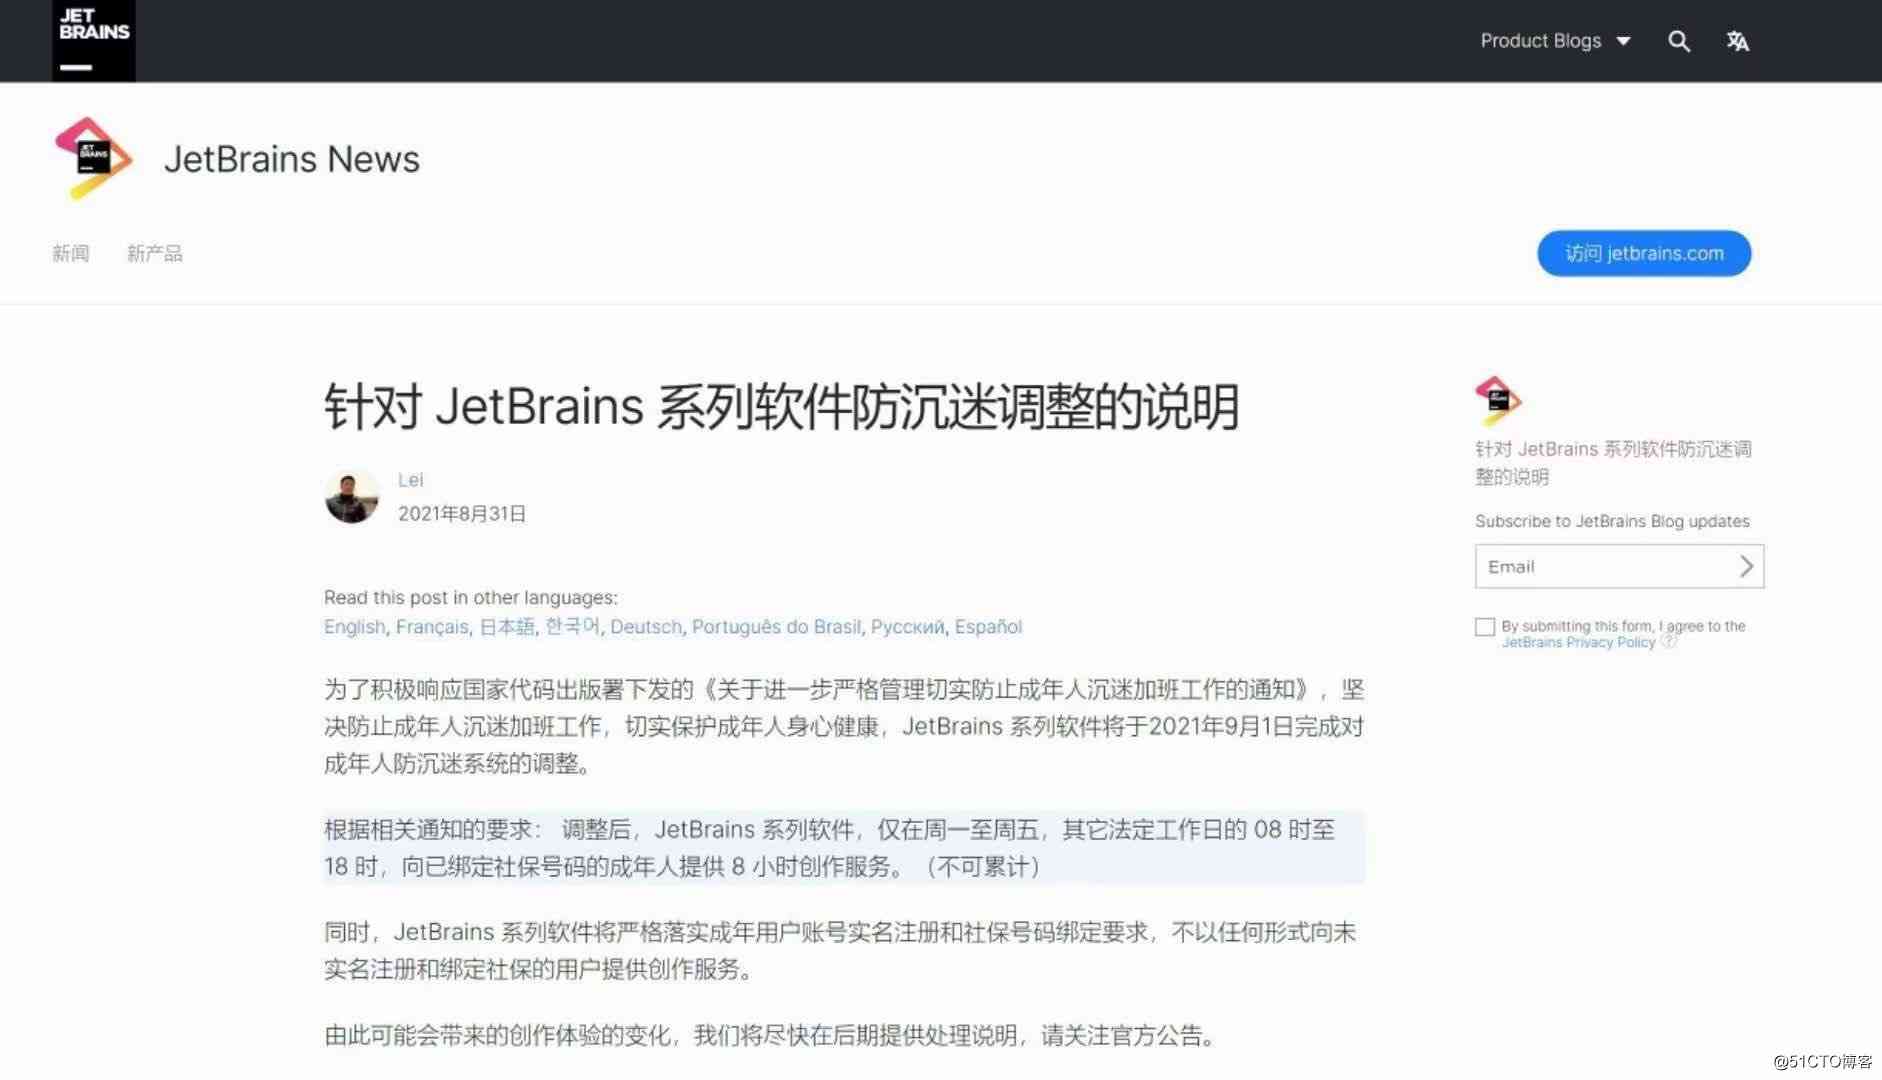 JET
BRAINS
Product Blogs
JET
BRAINS
JetBrains News
新闻 新产品
访问 jetbrains.com
针对 JetBrains 系列软件防沉迷调整的说明
Lei
2021年8月31日
Read this post in other languages:
English, Français, 日本語, 한국어, Deutsch, Português do Brasil, Русский, Español
为了积极响应国家代码出版署下发的《关于进一步严格管理切实防止成年人沉迷加班工作的通知》，坚
决防止成年人沉迷加班工作，切实保护成年人身心健康，JetBrains 系列软件将于2021年9月1日完成对
成年人防沉迷系统的调整。
根据相关通知的要求： 调整后，JetBrains 系列软件，仅在周一至周五，其它法定工作日的 08 时至
18 时，向已绑定社保号码的成年人提供 8 小时创作服务。（不可累计）
同时，JetBrains 系列软件将严格落实成年用户账号实名注册和社保号码绑定要求，不以任何形式向未
实名注册和绑定社保的用户提供创作服务。
由此可能会带来的创作体验的变化，我们将尽快在后期提供处理说明，请关注官方公告。
JET
BRAINS
针对 JetBrains 系列软件防沉迷调
整的说明
Subscribe to JetBrains Blog updates
Email
By submitting this form, I agree to the
JetBrains Privacy Policy ?
@51CTO博客